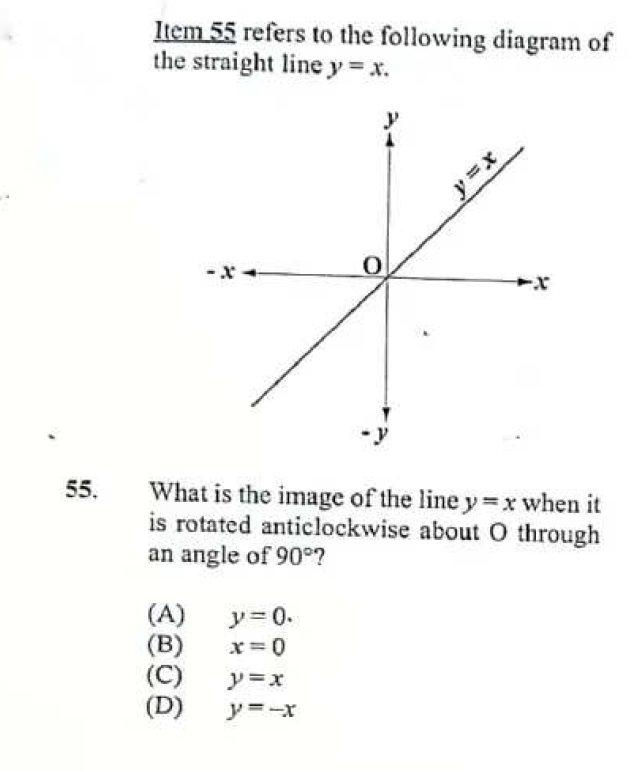 Item 55 refers to the following diagram of
the straight line y = x.
y
y = x
O
- x
x
- y
55. What is the image of the line y = x when it
is rotated anticlockwise about O through
an angle of 90°?
(A) y = 0.
(B) x = 0
(C) y = x
(D) y = –x